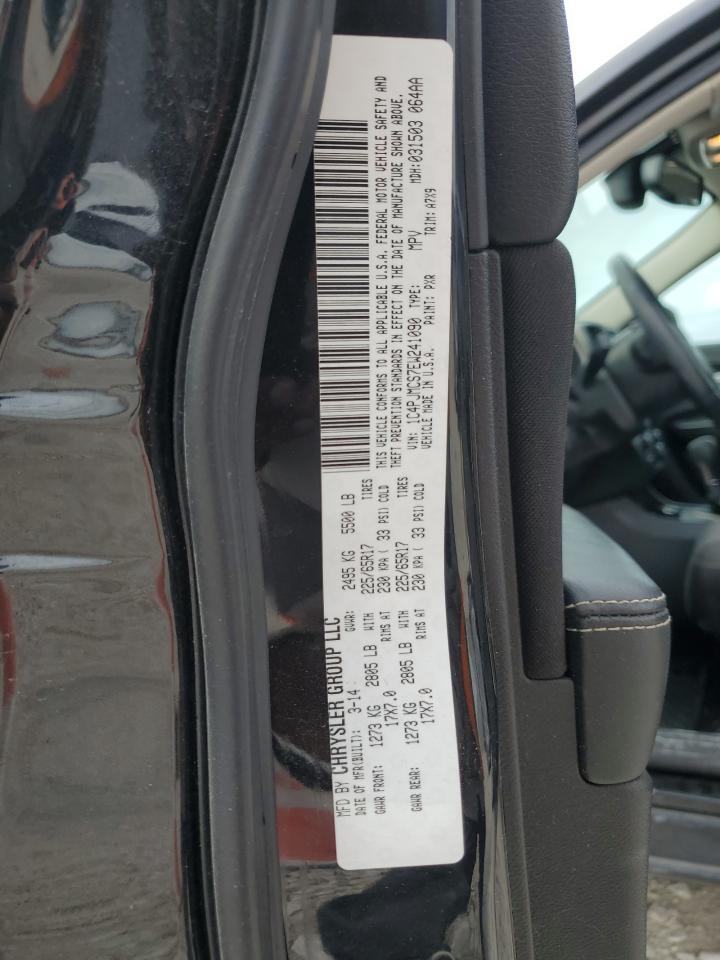 MFD BY CHRYSLER GROUP LLC
DATE OF MFR(BUILT): 3-14 GVWR: 2495 KG 5500 LB
GAWR FRONT: 1273 KG 2805 LB WITH 225/65R17 TIRES
17X7.0 RIMS AT 230 KPA ( 33 PSI) COLD
GAWR REAR: 1273 KG 2805 LB WITH 225/65R17 TIRES
17X7.0 RIMS AT 230 KPA ( 33 PSI) COLD
THIS VEHICLE CONFORMS TO ALL APPLICABLE U.S.A. FEDERAL MOTOR VEHICLE SAFETY AND
THEFT PREVENTION STANDARDS IN EFFECT ON THE DATE OF MANUFACTURE SHOWN ABOVE.
VIN: 1C4PJMCS7EW241090 TYPE: MPV MDH:031503 064AA
VEHICLE MADE IN U.S.A. PAINT: PXR TRIM: A7X9